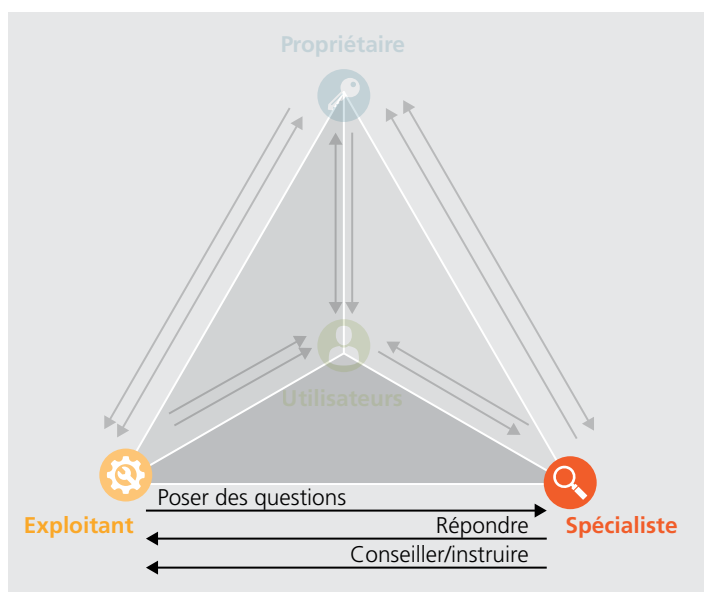 Propriétaire
Utilisateurs
Poser des questions
Exploitant
Répondre
Spécialiste
Conseiller/instruire